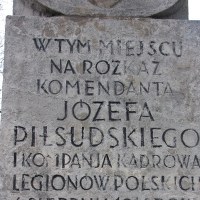 W TYM MIEJSCU
NA ROZKAZ
KOMENDANTA
JÓZEFA
PIŁSUDSKIEGO
I KOMPANJA KADROWA
LEGIONÓW POLSKICH